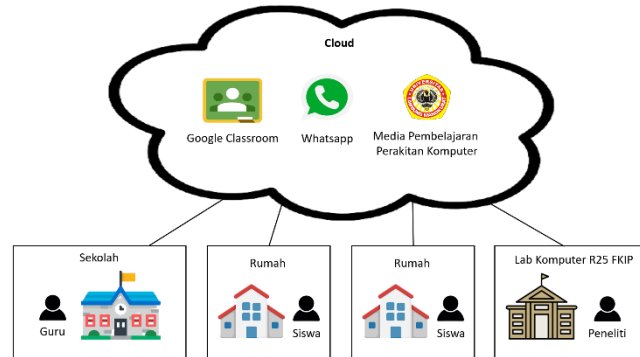 Cloud
Google Classroom
Whatsapp
Media Pembelajaran
Perakitan Komputer
Sekolah
Guru
Rumah
Siswa
Rumah
Siswa
Lab Komputer R25 FKIP
Peneliti